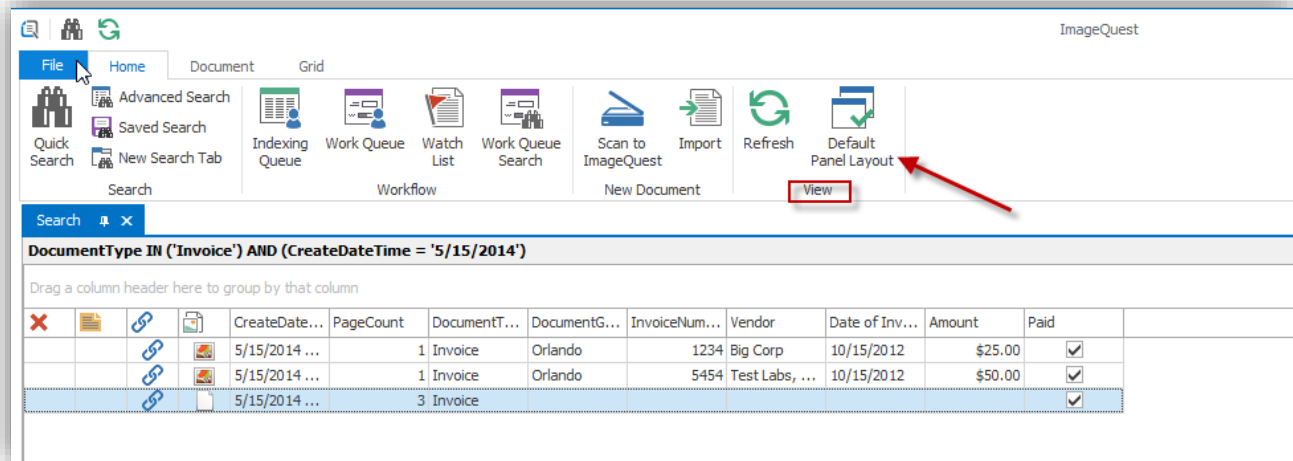 ImageQuest
File Home Document Grid
Quick Search Advanced Search Saved Search New Search Tab Indexing Queue Work Queue Watch List Work Queue Search Scan to ImageQuest Import Refresh Default Panel Layout
Search Workflow New Document View
Search
DocumentType IN ('Invoice') AND (CreateDateTime = '5/15/2014')
Drag a column header here to group by that column
CreateDate... PageCount DocumentT... DocumentG... InvoiceNum... Vendor Date of Inv... Amount Paid
5/15/2014 ... 1 Invoice Orlando 1234 Big Corp 10/15/2012 $25.00
5/15/2014 ... 1 Invoice Orlando 5454 Test Labs, ... 10/15/2012 $50.00
5/15/2014 ... 3 Invoice